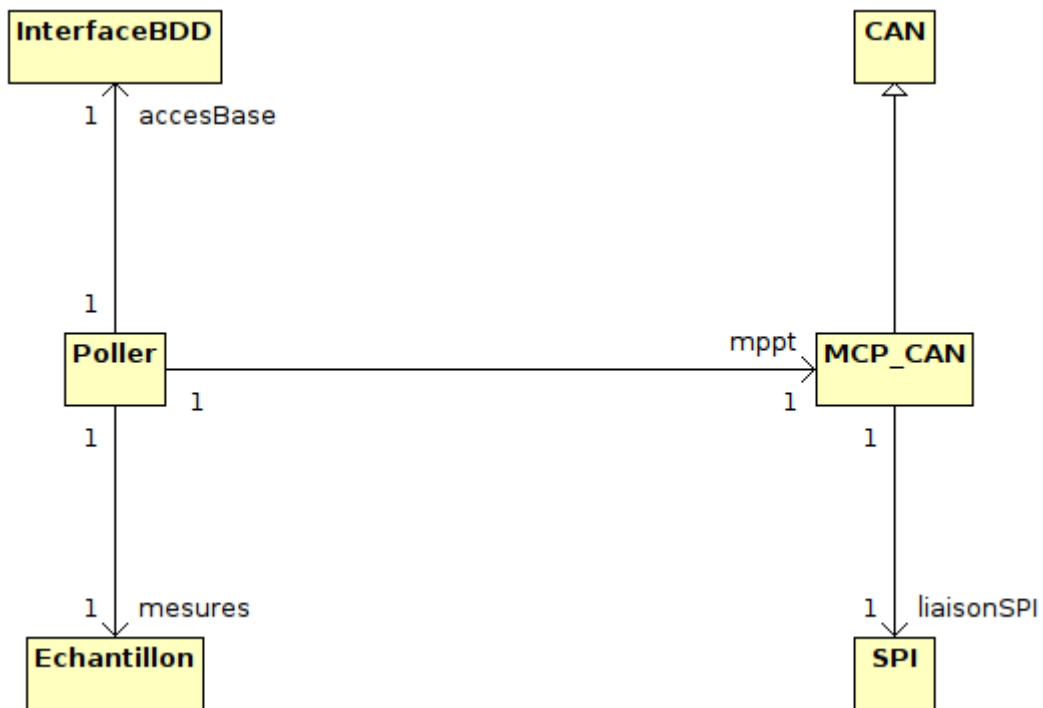 InterfaceBDD
CAN
1 accesBase
1
Poller
mppt
MCP_CAN
1
1
1
1
1 mesures
1 liaisonSPI
Echantillon
SPI